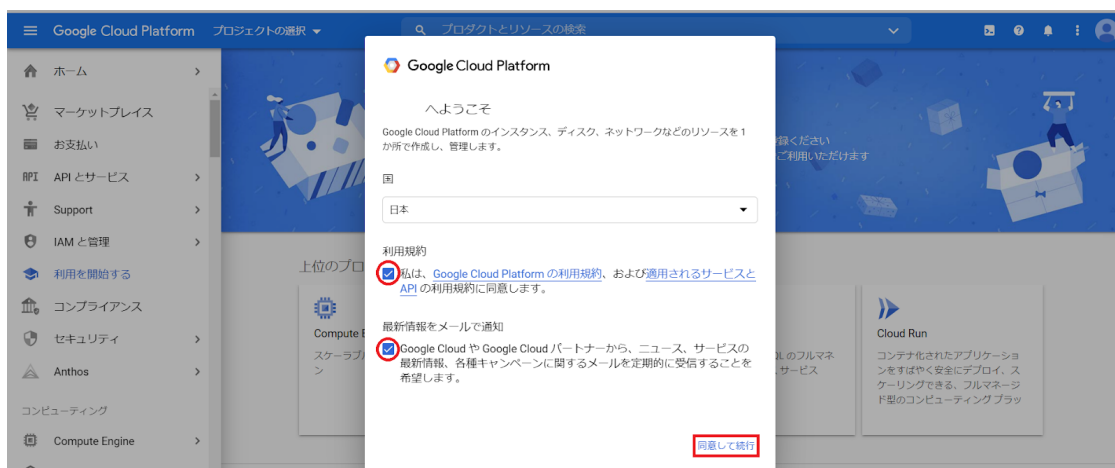 Google Cloud Platform
プロジェクトの選択
プロダクトとリソースの検索
ホーム
マーケットプレイス
お支払い
API
API とサービス
Support
IAM と管理
利用を開始する
コンプライアンス
セキュリティ
Anthos
コンピューティング
Compute Engine
Google Cloud Platform
へようこそ
Google Cloud Platform のインスタンス、ディスク、ネットワークなどのリソースを 1
か所で作成し、管理します。
国
日本
利用規約
私は、Google Cloud Platform の利用規約、および適用されるサービスと
API の利用規約に同意します。
最新情報をメールで通知
Google Cloud や Google Cloud パートナーから、ニュース、サービスの
最新情報、各種キャンペーンに関するメールを定期的に受信することを
希望します。
同意して続行
録ください
ご利用いただけます
上位のプロ
Compute E
スケーラブル
ン
のフルマネ
サービス
Cloud Run
コンテナ化されたアプリケーショ
ンをすばやく安全にデプロイ、ス
ケーリングできる、フルマネージ
ド型のコンピューティング プラッ